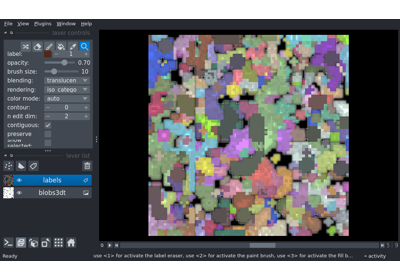 File View Plugins Window Help
layer controls
label: 1
opacity: 0.70
brush size: 10
blending: translucen
rendering: iso_catego
color mode: auto
contour: 0
n edit dim: 2
contiguous:
preserve
selected:
layer list
labels
blobs3dt
Ready
use <1> for activate the label eraser, use <2> for activate the paint brush, use <3> for activate the fill b...
activity